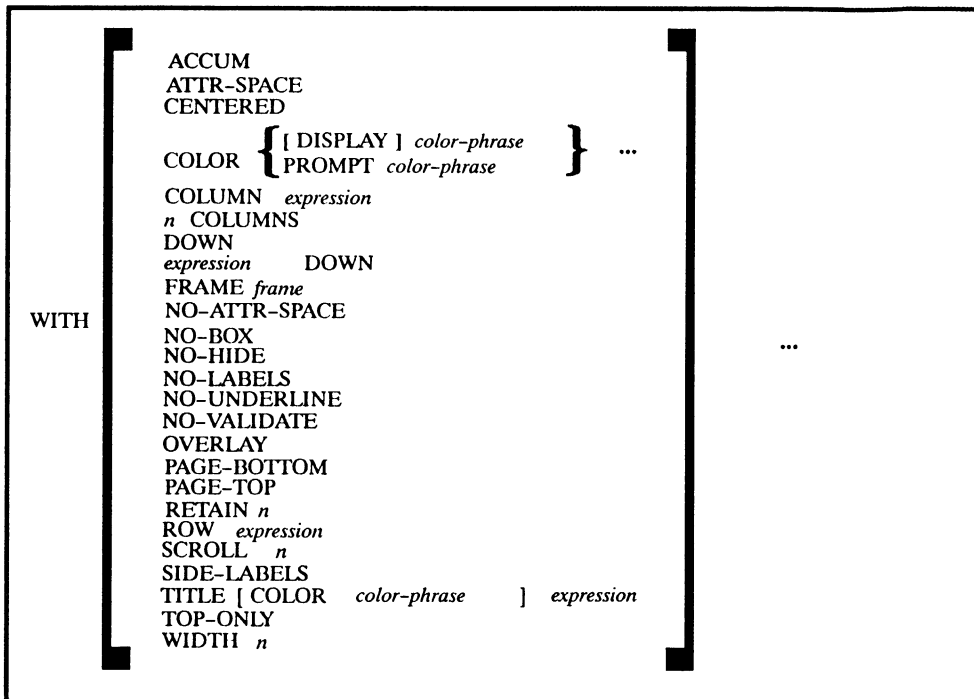 ACCUM
ATTR-SPACE
CENTERED
COLOR { [ DISPLAY ] color-phrase } ...
PROMPT color-phrase
COLUMN expression
n COLUMNS
DOWN
expression DOWN
FRAME frame
NO-ATTR-SPACE
WITH
NO-BOX
...
NO-HIDE
NO-LABELS
NO-UNDERLINE
NO-VALIDATE
OVERLAY
PAGE-BOTTOM
PAGE-TOP
RETAIN n
ROW expression
SCROLL n
SIDE-LABELS
TITLE [ COLOR color-phrase ] expression
TOP-ONLY
WIDTH n